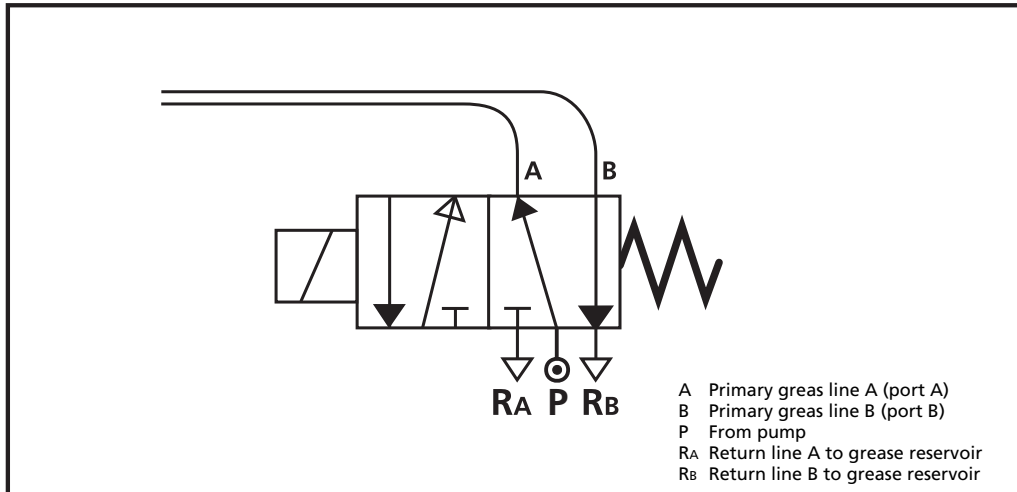 A B
RA P RB
A Primary greas line A (port A)
B Primary greas line B (port B)
P From pump
RA Return line A to grease reservoir
RB Return line B to grease reservoir